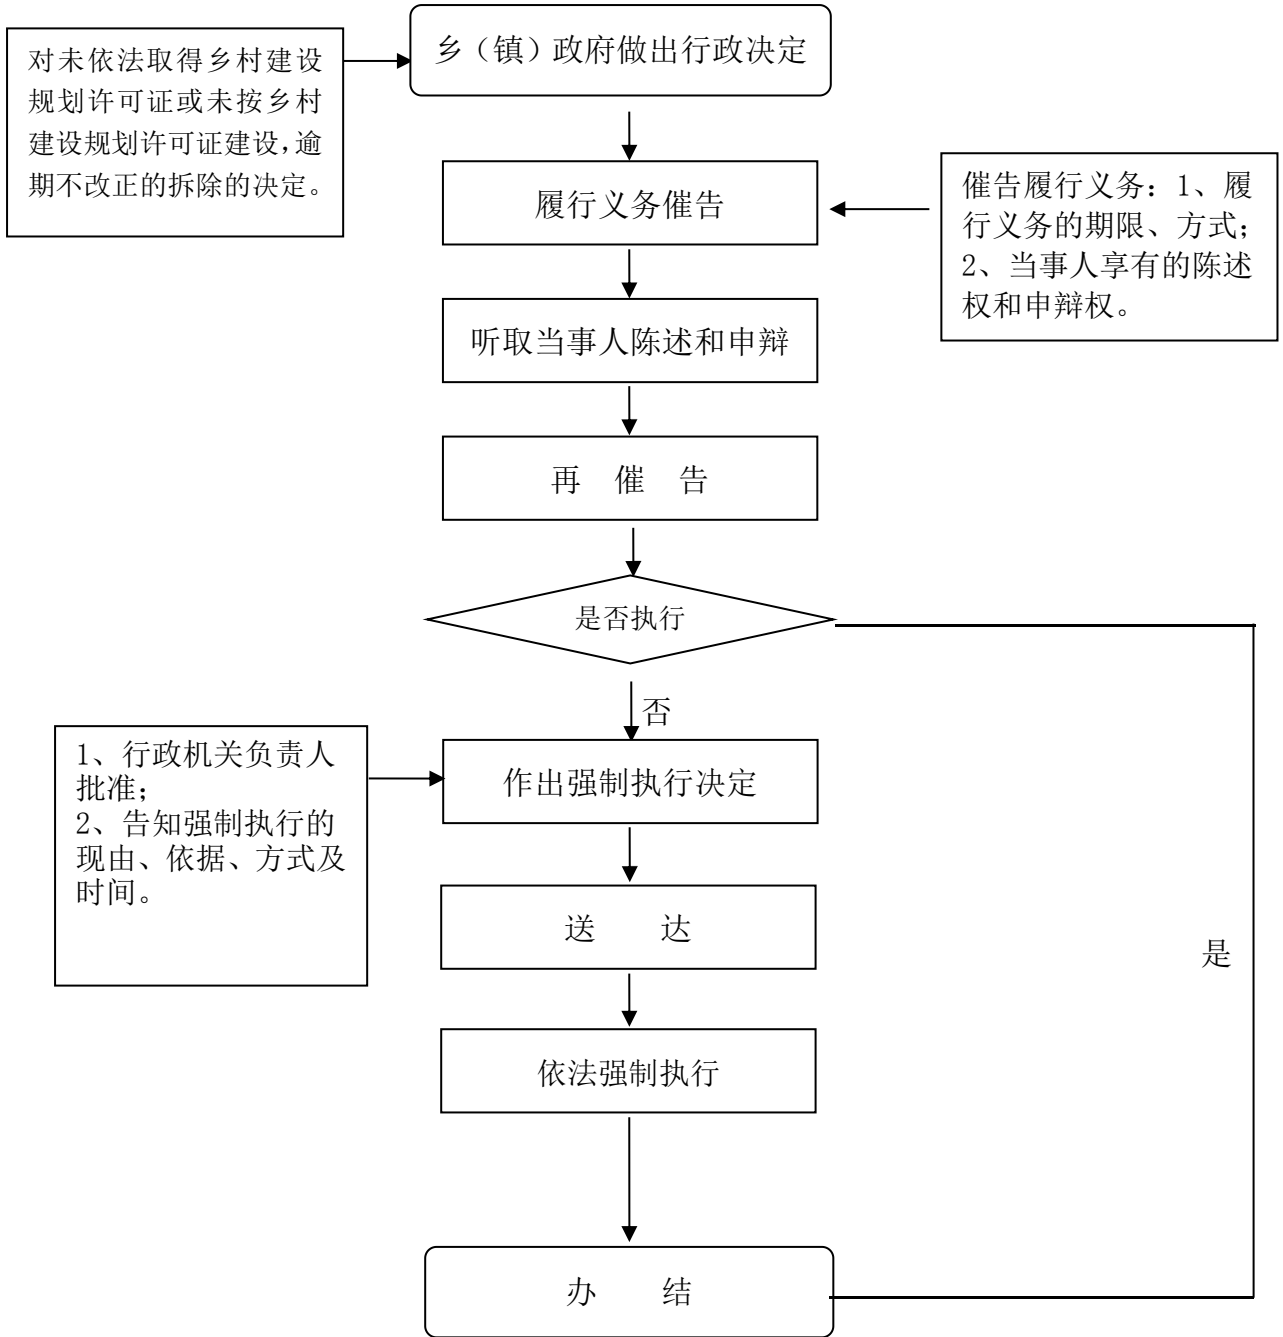 乡（镇）政府做出行政决定
对未依法取得乡村建设
规划许可证或未按乡村
建设规划许可证建设，逾
期不改正的拆除的决定。
履行义务催告
催告履行义务：1、履
行义务的期限、方式；
2、当事人享有的陈述
权和申辩权。
听取当事人陈述和申辩
再　催　告
是否执行
否
1、行政机关负责人
批准；
2、告知强制执行的
现由、依据、方式及
时间。
作出强制执行决定
送　　达
是
依法强制执行
办　　结